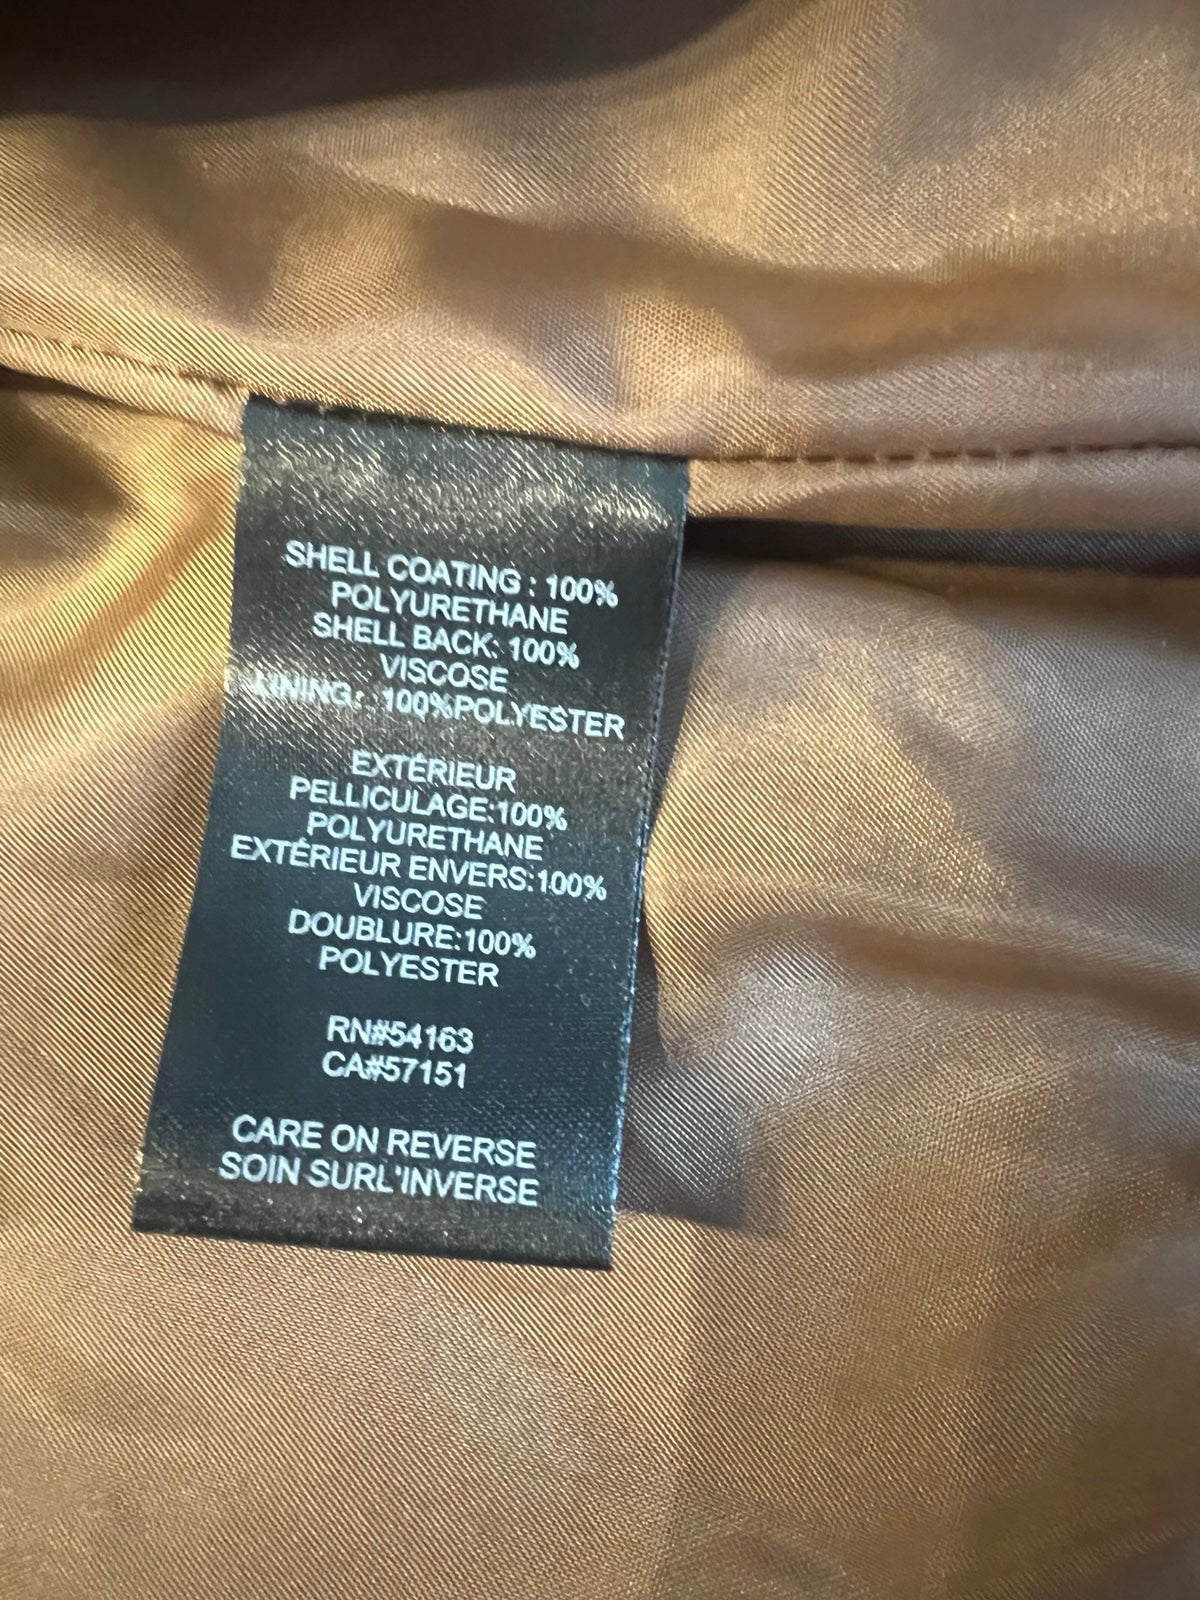 SHELL COATING : 100%
POLYURETHANE
SHELL BACK: 100%
VISCOSE
LINING: 100%POLYESTER
EXTÉRIEUR
PELLICULAGE:100%
POLYURETHANE
EXTÉRIEUR ENVERS:100%
VISCOSE
DOUBLURE:100%
POLYESTER
RN#54163
CA#57151
CARE ON REVERSE
SOIN SURL'INVERSE